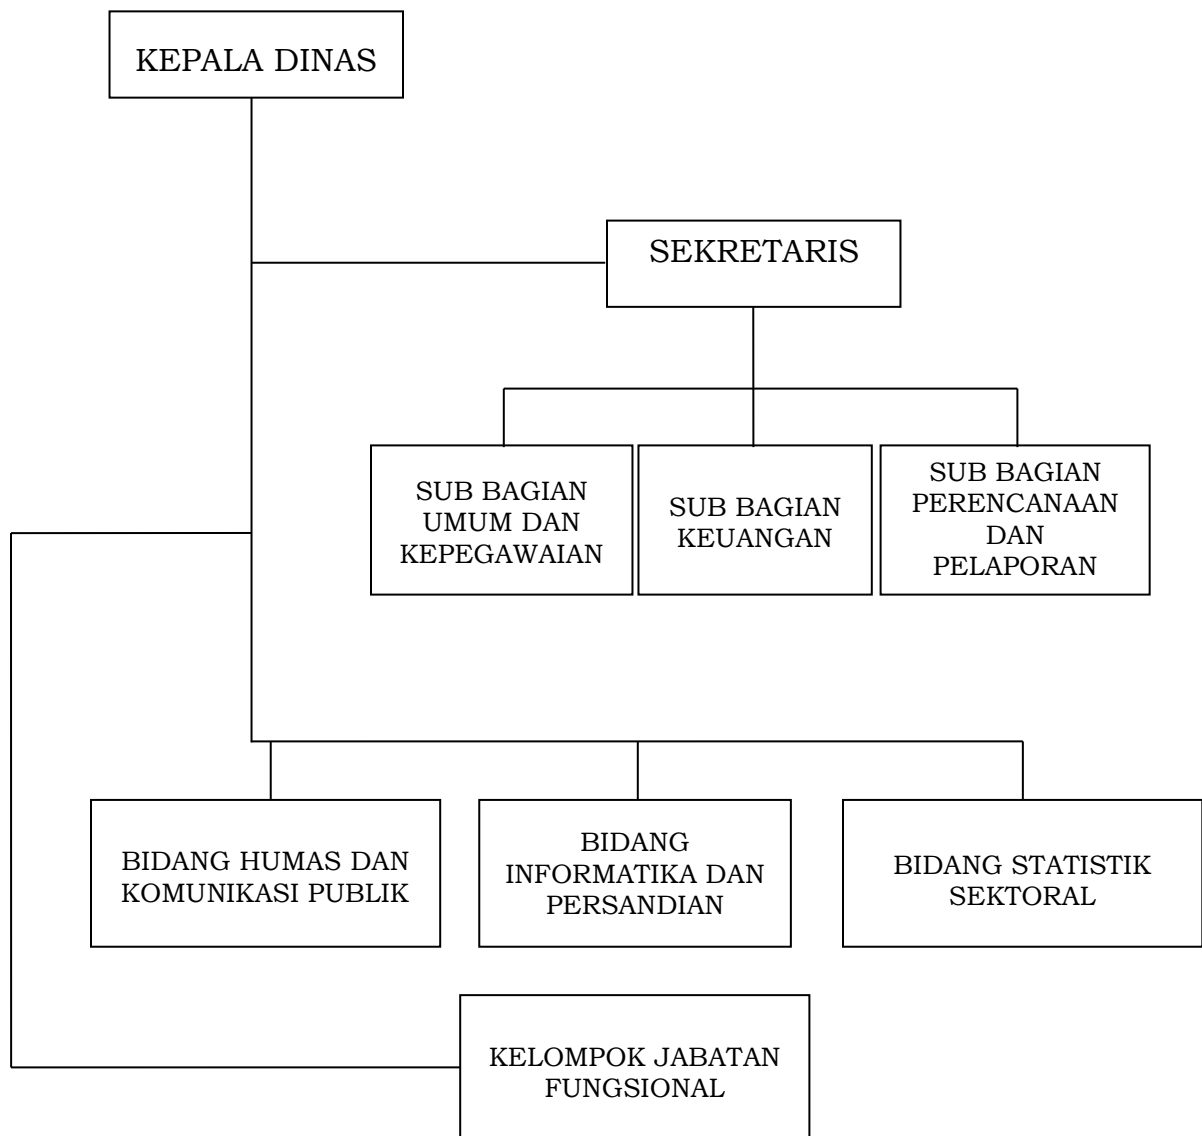 KEPALA DINAS
SEKRETARIS
SUB BAGIAN
UMUM DAN
KEPEGAWAIAN
SUB BAGIAN
KEUANGAN
SUB BAGIAN
PERENCANAAN
DAN
PELAPORAN
BIDANG HUMAS DAN
KOMUNIKASI PUBLIK
BIDANG
INFORMATIKA DAN
PERSANDIAN
BIDANG STATISTIK
SEKTORAL
KELOMPOK JABATAN
FUNGSIONAL